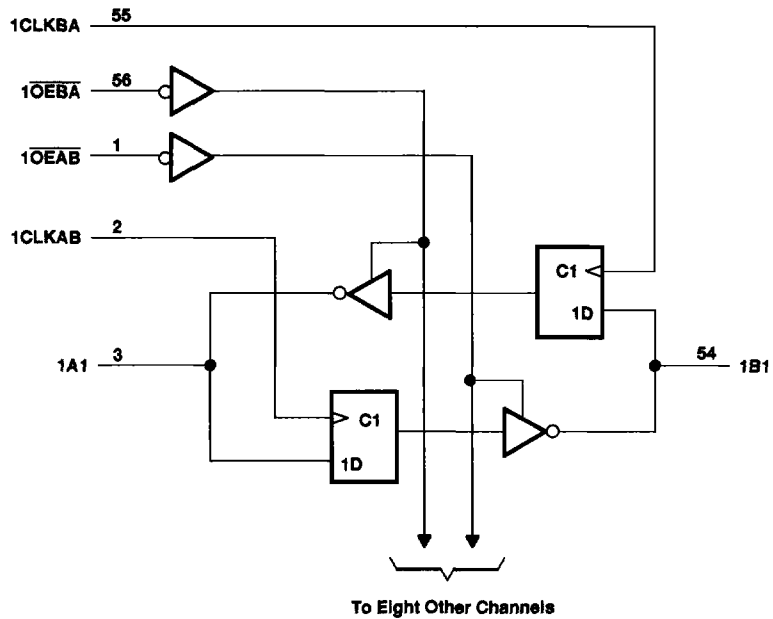 1CLKBA 55
1OEBA 56
1OEAB 1
1CLKAB 2
C1
1D
1A1 3
54 1B1
C1
1D
To Eight Other Channels